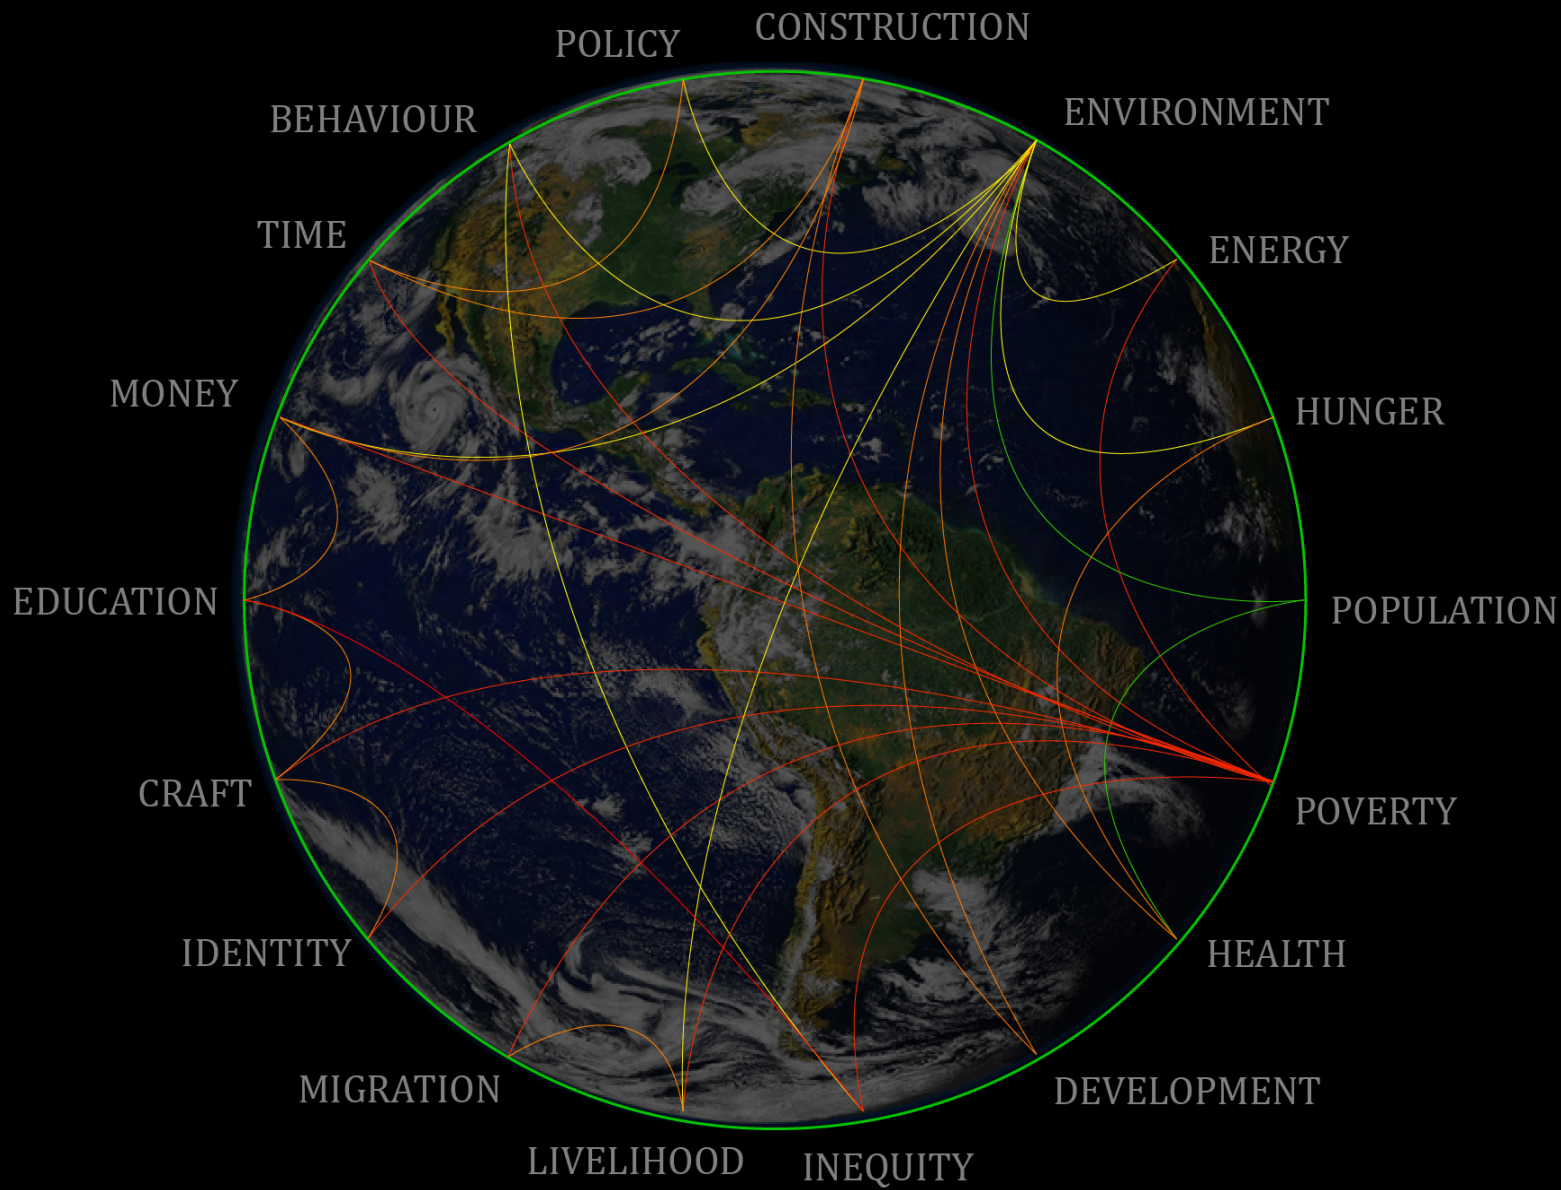 CONSTRUCTION
POLICY
ENVIRONMENT
BEHAVIOUR
TIME
ENERGY
MONEY
HUNGER
EDUCATION
POPULATION
CRAFT
POVERTY
IDENTITY
HEALTH
MIGRATION
DEVELOPMENT
LIVELIHOOD
INEQUITY